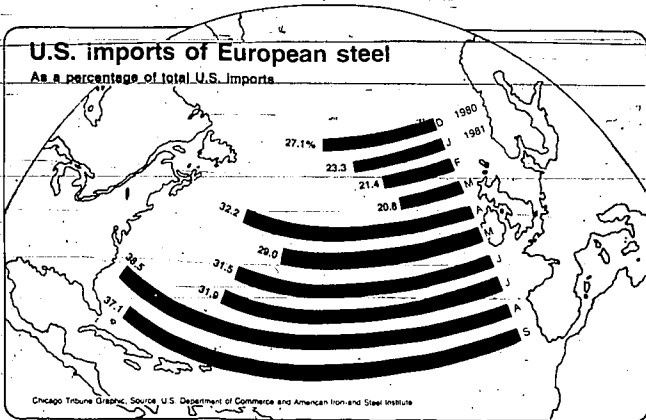 U.S. imports of European steel
As a percentage of total U.S. imports
27.1% D 1980
23.3 J 1981
21.4 F
20.8 M
32.2 A
29.0 M
31.5 J
31.9 J
38.5 A
37.1 S
Chicago Tribune Graphic, Source: U.S. Department of Commerce and American Iron and Steel Institute